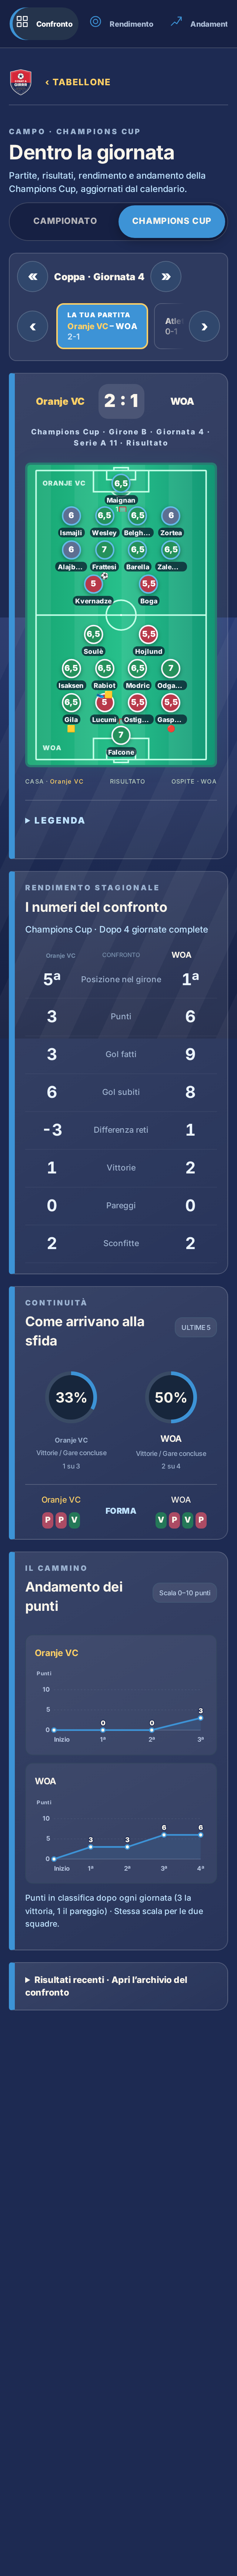 Confronto
Rendimento
Andament
‹ TABELLONE
CAMPO · CHAMPIONS CUP
Dentro la giornata
Partite, risultati, rendimento e andamento della
Champions Cup, aggiornati dal calendario.
CAMPIONATO
CHAMPIONS CUP
« Coppa · Giornata 4 »
LA TUA PARTITA
Oranje VC – WOA
2-1
Atle
0-1
‹ ›
Oranje VC 2 : 1 WOA
Champions Cup · Girone B · Giornata 4 ·
Serie A 11 · Risultato
ORANJE VC
6,5
Maignan
6 6,5 6,5 6
Ismajli Wesley Belgh… Zortea
6 7 6,5 6,5
Alajb… Frattesi Barella Zale…
5 5,5
Kvernadze Boga
6,5 5,5
Soulè Hojlund
6,5 6,5 6,5 7
Isaksen Rabiot Modric Odga…
6,5 5 5,5 5,5
Gila Lucumi Ostig… Gasp…
7
WOA
Falcone
CASA · Oranje VC RISULTATO OSPITE · WOA
▶ LEGENDA
RENDIMENTO STAGIONALE
I numeri del confronto
Champions Cup · Dopo 4 giornate complete
Oranje VC CONFRONTO WOA
5ª Posizione nel girone 1ª
3 Punti 6
3 Gol fatti 9
6 Gol subiti 8
-3 Differenza reti 1
1 Vittorie 2
0 Pareggi 0
2 Sconfitte 2
CONTINUITÀ
Come arrivano alla
sfida
ULTIME 5
33% 50%
Oranje VC WOA
Vittorie / Gare concluse Vittorie / Gare concluse
1 su 3 2 su 4
Oranje VC WOA
P P V FORMA V P V P
IL CAMMINO
Andamento dei
punti
Scala 0–10 punti
Oranje VC
Punti
10
5
0
0 0 3
Inizio 1ª 2ª 3ª
WOA
Punti
10
5
0
3 3 6 6
Inizio 1ª 2ª 3ª 4ª
Punti in classifica dopo ogni giornata (3 la
vittoria, 1 il pareggio) · Stessa scala per le due
squadre.
▶ Risultati recenti · Apri l’archivio del
confronto